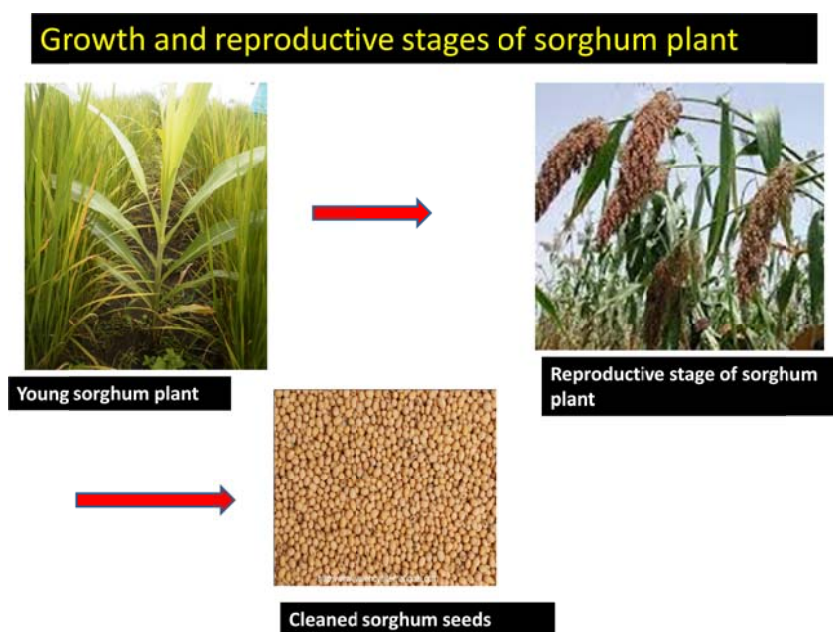 Growth and reproductive stages of sorghum plant
Young sorghum plant
Reproductive stage of sorghum
plant
Cleaned sorghum seeds